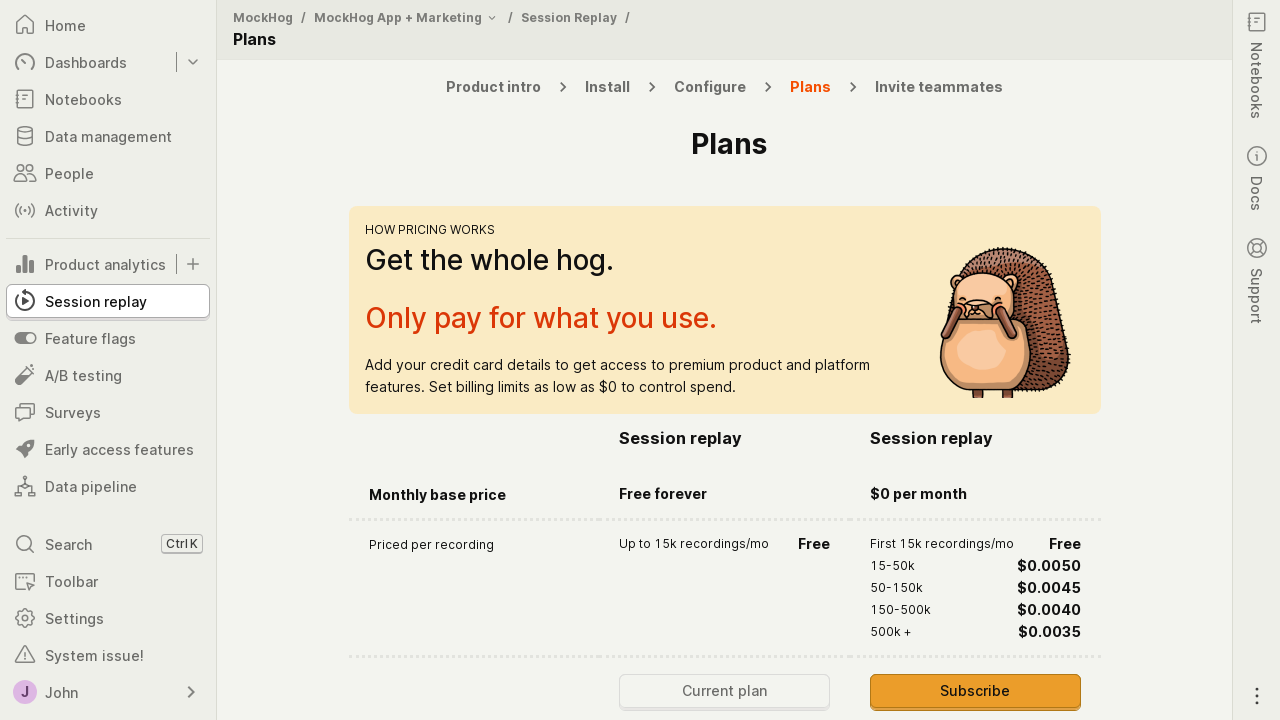 Home
Dashboards
Notebooks
Data management
People
Activity
Product analytics
Session replay
Feature flags
A/B testing
Surveys
Early access features
Data pipeline
Search Ctrl K
Toolbar
Settings
System issue!
J John
MockHog / MockHog App + Marketing / Session Replay /
Plans
Product intro > Install > Configure > Plans > Invite teammates
Plans
HOW PRICING WORKS
Get the whole hog.
Only pay for what you use.
Add your credit card details to get access to premium product and platform
features. Set billing limits as low as $0 to control spend.
Session replay Session replay
Monthly base price Free forever $0 per month
Priced per recording Up to 15k recordings/mo Free First 15k recordings/mo Free
15-50k $0.0050
50-150k $0.0045
150-500k $0.0040
500k + $0.0035
Current plan Subscribe
Notebooks
Docs
Support